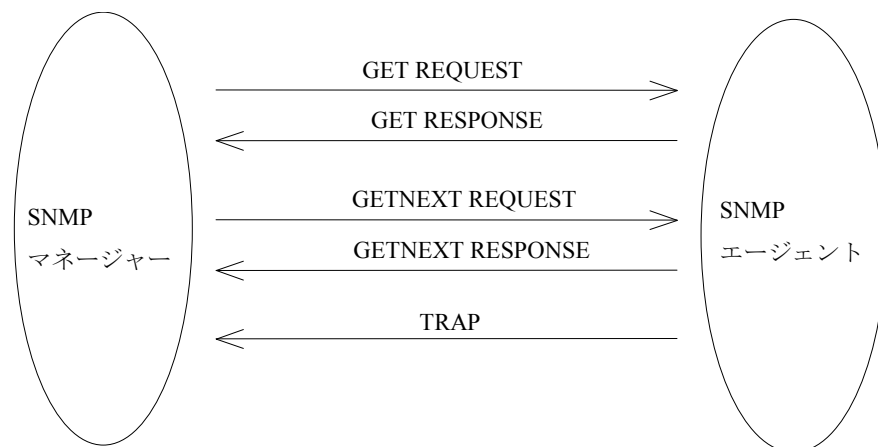 GET REQUEST
GET RESPONSE
SNMP
マネージャー
GETNEXT REQUEST
GETNEXT RESPONSE
SNMP
エージェント
TRAP